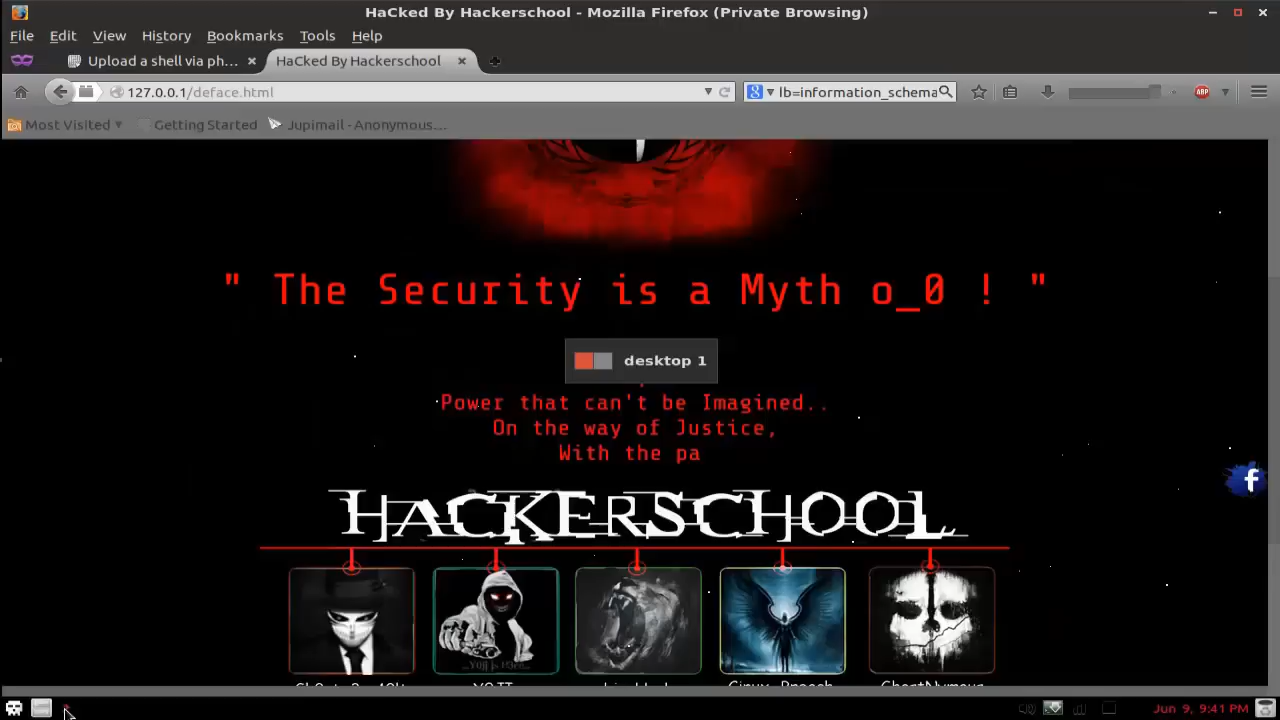 HaCked By Hackerschool - Mozilla Firefox (Private Browsing)
File Edit View History Bookmarks Tools Help
Upload a shell via ph... HaCked By Hackerschool
127.0.0.1/deface.html lb=information_schema ABP
Most Visited Getting Started Jupimail - Anonymous...
" The Security is a Myth o_0 ! "
desktop 1
Power that can't be Imagined..
On the way of Justice,
With the pa
HACKERSCHOOL
Jun 9, 9:41 PM